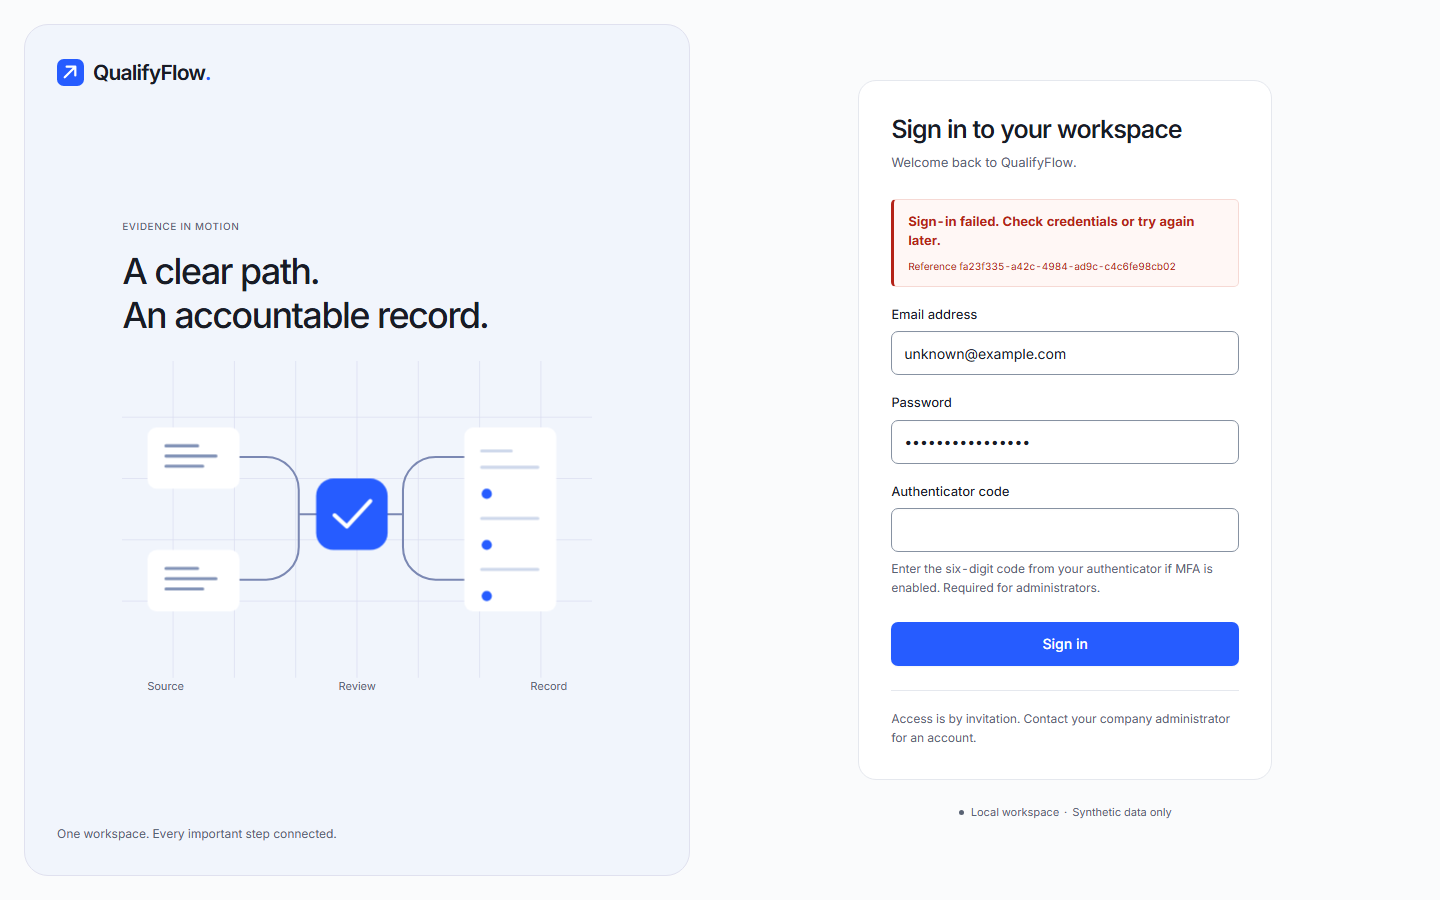 QualifyFlow.
EVIDENCE IN MOTION
A clear path.
An accountable record.
Source
Review
Record
One workspace. Every important step connected.
Sign in to your workspace
Welcome back to QualifyFlow.
Sign-in failed. Check credentials or try again
later.
Reference fa23f335-a42c-4984-ad9c-c4c6fe98cb02
Email address
unknown@example.com
Password
••••••••••••••••
Authenticator code
Enter the six-digit code from your authenticator if MFA is
enabled. Required for administrators.
Sign in
Access is by invitation. Contact your company administrator
for an account.
Local workspace · Synthetic data only